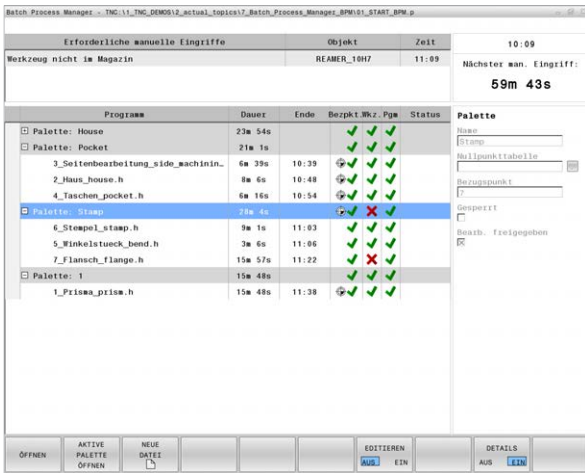 Batch Process Manager - TNC:\1_TNC_DEMOS\2_actual_topics\7_Batch_Process_Manager_BPM\01_START_BPM.p
Erforderliche manuelle Eingriffe Objekt Zeit
Werkzeug nicht im Magazin REAMER_10H7 11:09
10:09
Nächster man. Eingriff:
59m 43s
Programm Dauer Ende Bezpkt. Wkz. Pgm Status
Palette: House 23m 54s
Palette: Pocket 21m 1s
3_Seitenbearbeitung_side_machinin… 6m 39s 10:39
2_Haus_house.h 8m 6s 10:48
4_Taschen_pocket.h 6m 16s 10:54
Palette: Stamp 28m 4s
6_Stempel_stamp.h 9m 1s 11:03
5_Winkelstueck_bend.h 3m 6s 11:06
7_Flansch_flange.h 15m 57s 11:22
Palette: 1 15m 48s
1_Prisma_prism.h 15m 48s 11:38
Palette
Name
Stamp
Nullpunkttabelle
Bezugspunkt
?
Gesperrt
Bearb. freigegeben
ÖFFNEN
AKTIVE
PALETTE
ÖFFNEN
NEUE
DATEI
EDITIEREN
AUS EIN
DETAILS
AUS EIN